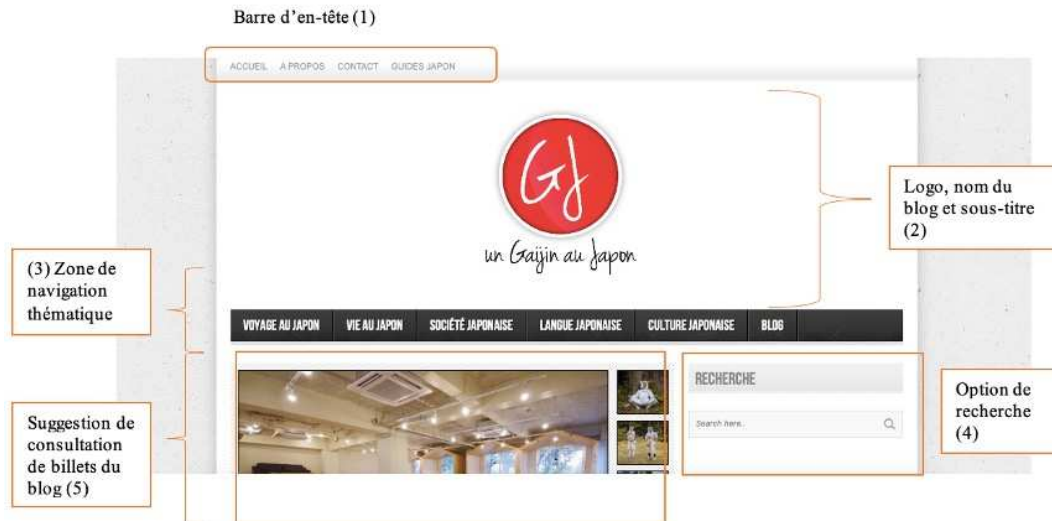 Barre d’en-tête (1)
ACCUEIL A PROPOS CONTACT GUIDES JAPON
GJ
un Gaijin au Japon
Logo, nom du
blog et sous-titre
(2)
(3) Zone de
navigation
thématique
VOYAGE AU JAPON VIE AU JAPON SOCIÉTÉ JAPONAISE LANGUE JAPONAISE CULTURE JAPONAISE BLOG
RECHERCHE
Search here..
Option de
recherche
(4)
Suggestion de
consultation
de billets du
blog (5)